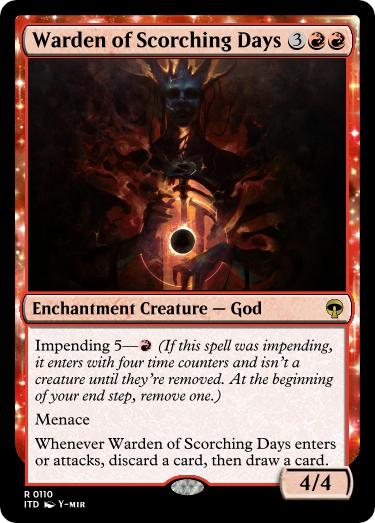 Warden of Scorching Days 3
Enchantment Creature — God
Impending 5— (If this spell was impending,
it enters with four time counters and isn't a
creature until they're removed. At the beginning
of your end step, remove one.)
Menace
Whenever Warden of Scorching Days enters
or attacks, discard a card, then draw a card.
4/4
R 0110
ITD Y-MIR